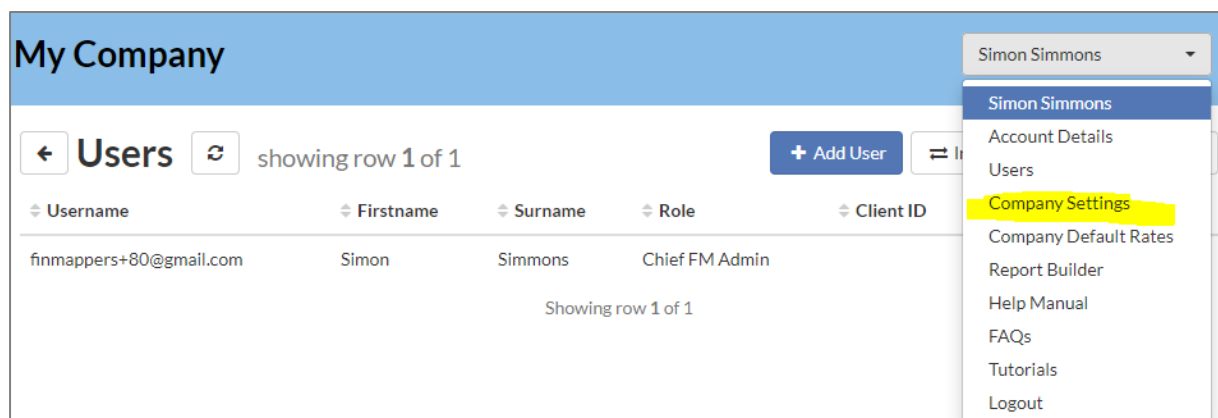 My Company
Simon Simmons
Users
showing row 1 of 1
+ Add User
Simon Simmons
Account Details
Users
Company Settings
Company Default Rates
Report Builder
Help Manual
FAQs
Tutorials
Logout
Username Firstname Surname Role Client ID
finmappers+80@gmail.com Simon Simmons Chief FM Admin
Showing row 1 of 1